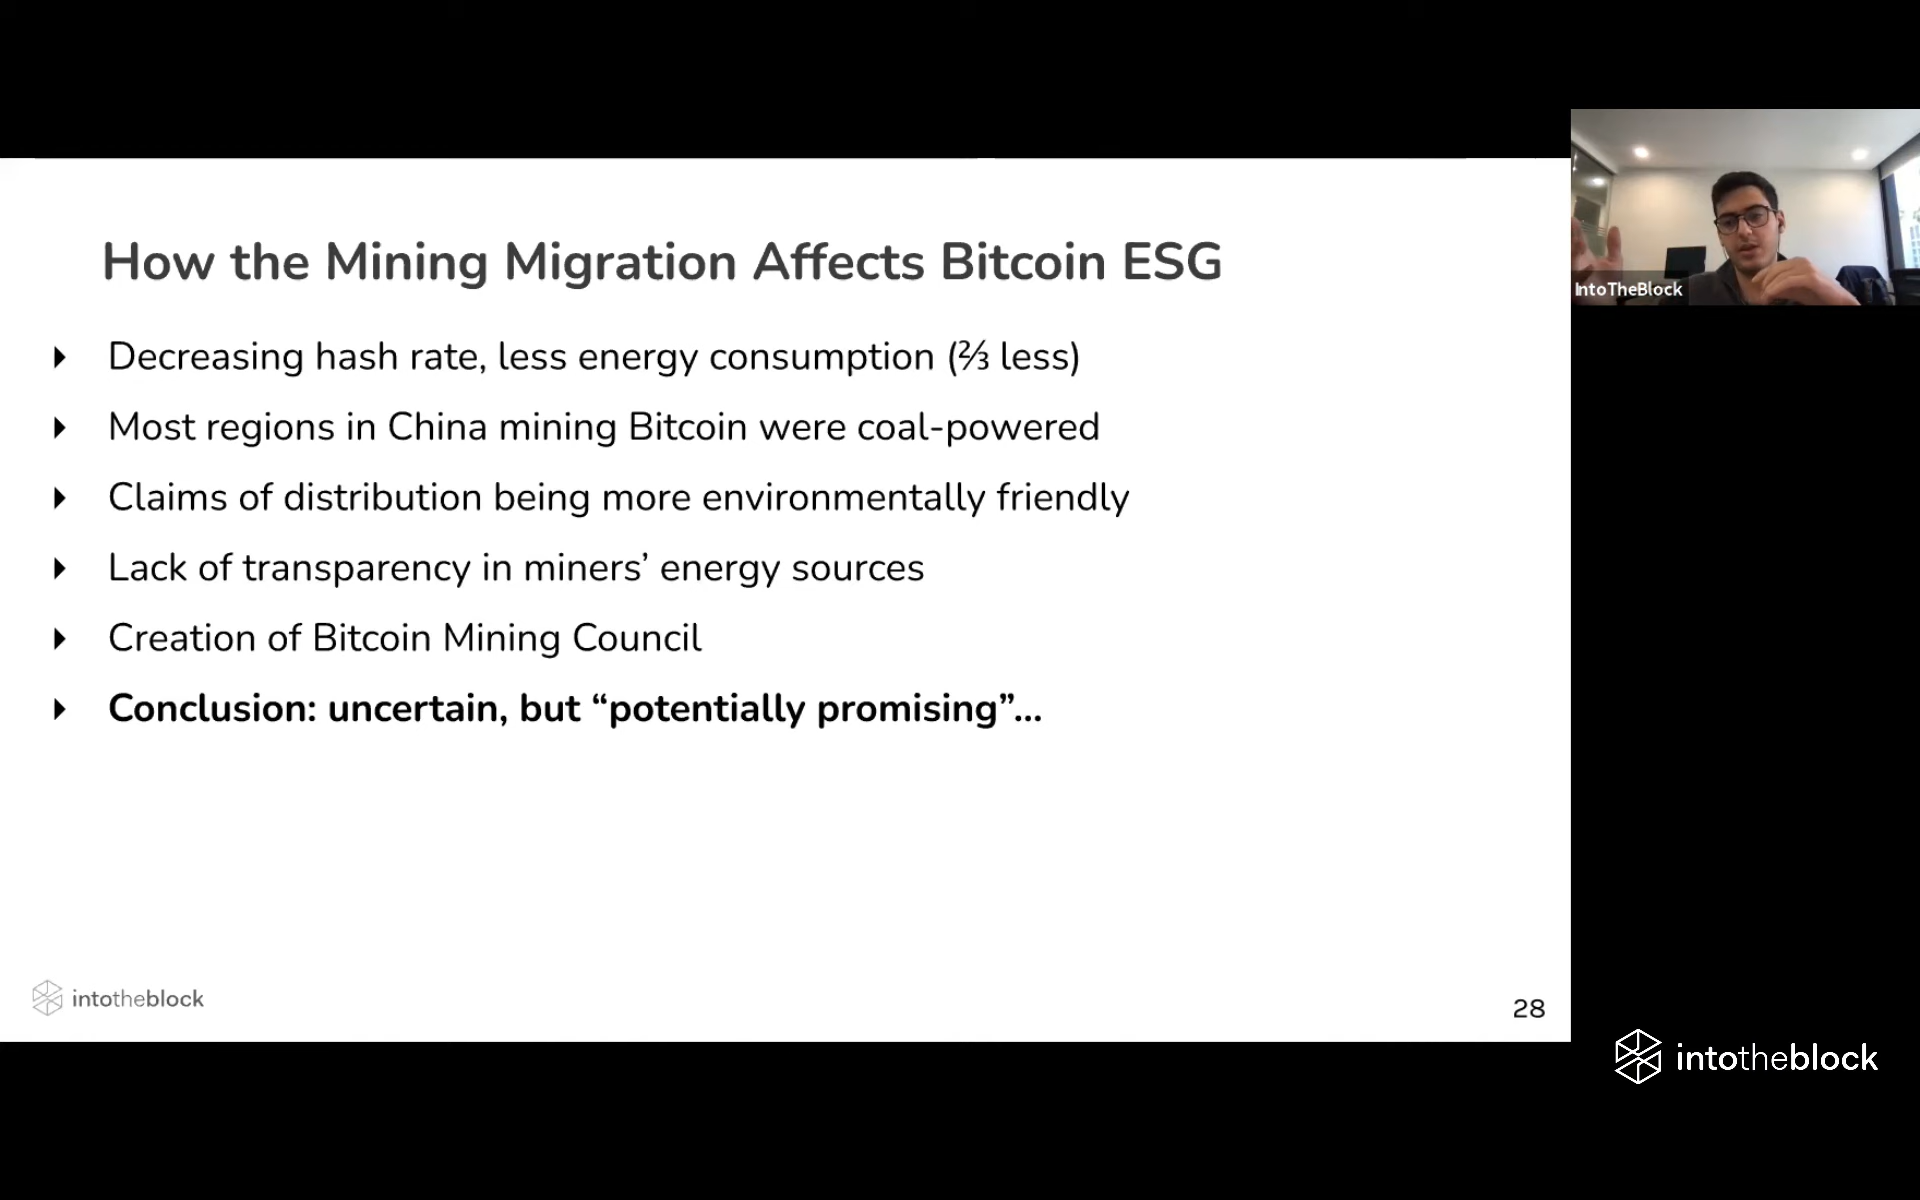 How the Mining Migration Affects Bitcoin ESG
Decreasing hash rate, less energy consumption (⅔ less)
Most regions in China mining Bitcoin were coal-powered
Claims of distribution being more environmentally friendly
Lack of transparency in miners’ energy sources
Creation of Bitcoin Mining Council
Conclusion: uncertain, but “potentially promising”...
intotheblock
28
IntoTheBlock
intotheblock